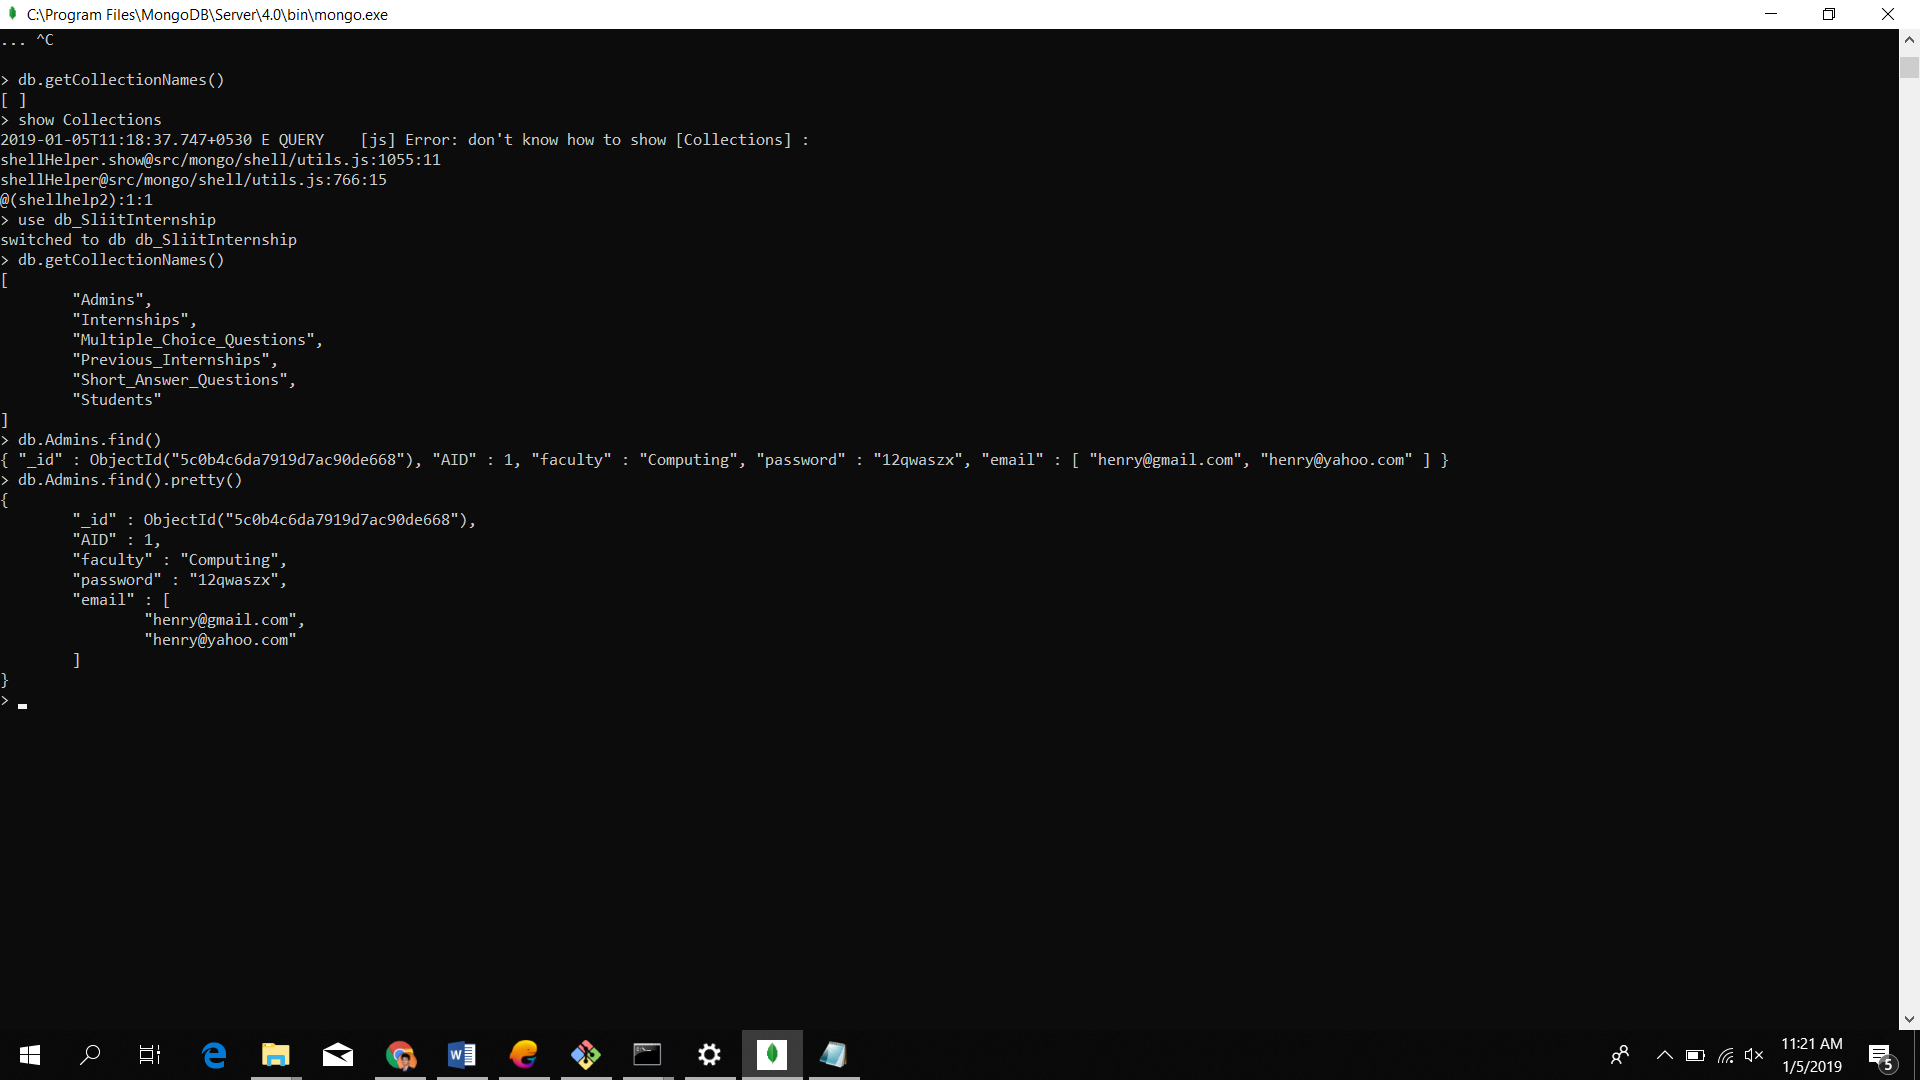 C:\Program Files\MongoDB\Server\4.0\bin\mongo.exe
... ^C
> db.getCollectionNames()
[ ]
> show Collections
2019-01-05T11:18:37.747+0530 E QUERY    [js] Error: don't know how to show [Collections] :
shellHelper.show@src/mongo/shell/utils.js:1055:11
shellHelper@src/mongo/shell/utils.js:766:15
@(shellhelp2):1:1
> use db_SliitInternship
switched to db db_SliitInternship
> db.getCollectionNames()
[
        "Admins",
        "Internships",
        "Multiple_Choice_Questions",
        "Previous_Internships",
        "Short_Answer_Questions",
        "Students"
]
> db.Admins.find()
{ "_id" : ObjectId("5c0b4c6da7919d7ac90de668"), "AID" : 1, "faculty" : "Computing", "password" : "12qwaszx", "email" : [ "henry@gmail.com", "henry@yahoo.com" ] }
> db.Admins.find().pretty()
{
        "_id" : ObjectId("5c0b4c6da7919d7ac90de668"),
        "AID" : 1,
        "faculty" : "Computing",
        "password" : "12qwaszx",
        "email" : [
                "henry@gmail.com",
                "henry@yahoo.com"
        ]
}
>
11:21 AM
1/5/2019
5